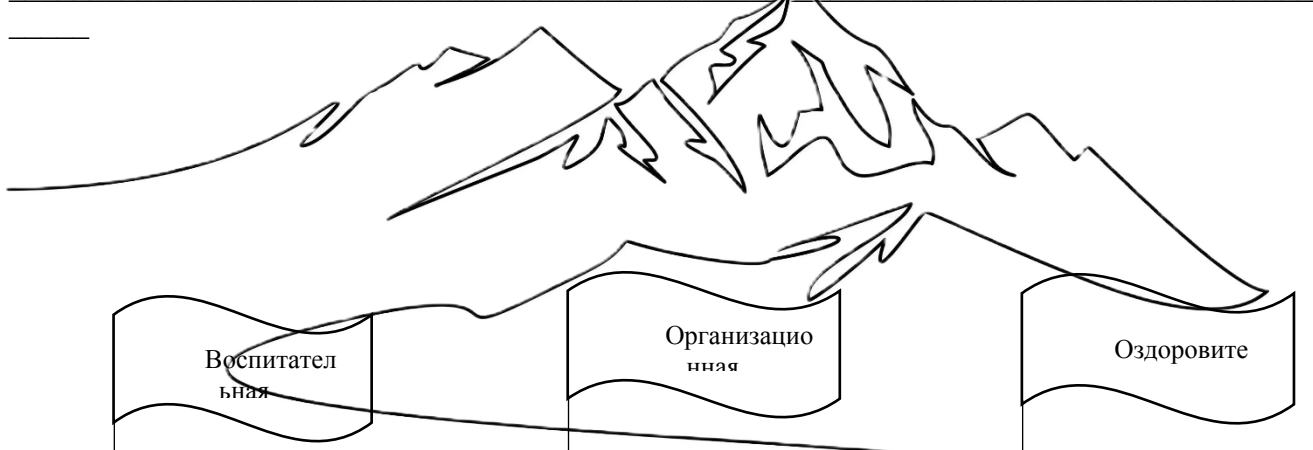 Воспитател
ьная
Организацио
нная
Оздоровите